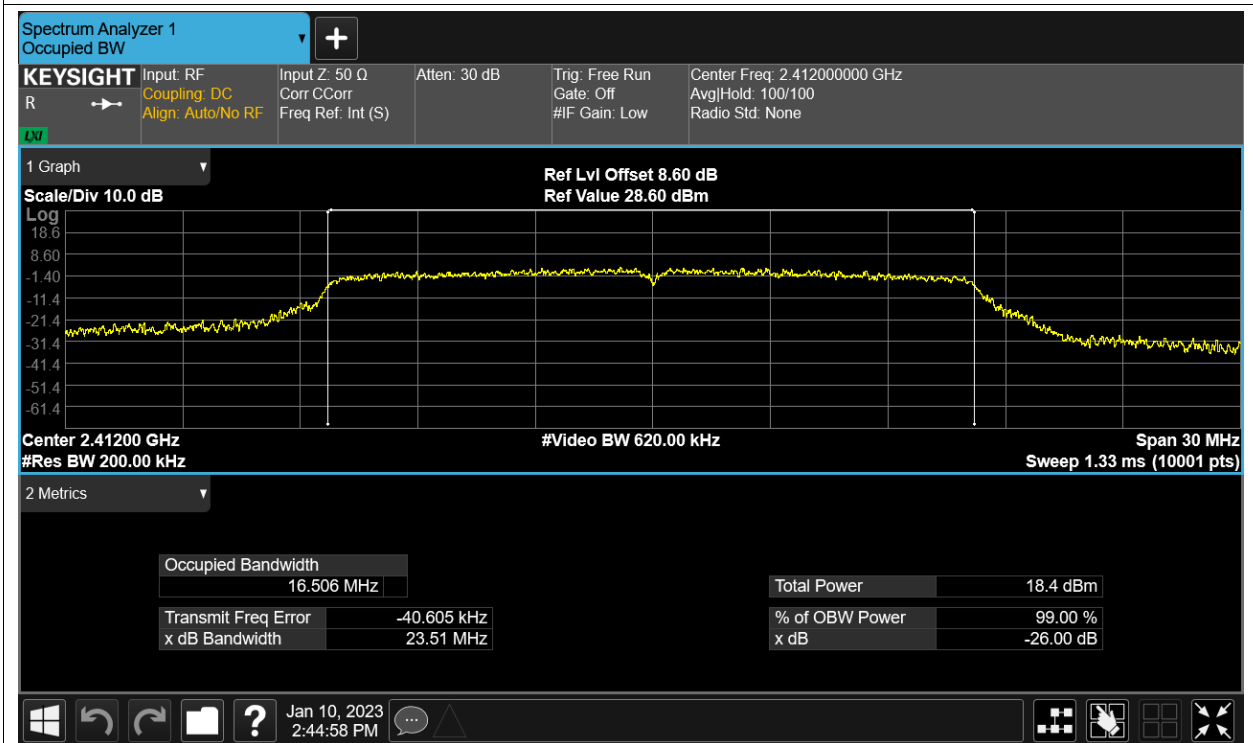 Spectrum Analyzer 1
Occupied BW
KEYSIGHT
R
LXI
Input: RF
Coupling: DC
Align: Auto/No RF
Input Z: 50 Ω
Corr CCorr
Freq Ref: Int (S)
Atten: 30 dB
Trig: Free Run
Gate: Off
#IF Gain: Low
Center Freq: 2.412000000 GHz
Avg|Hold: 100/100
Radio Std: None
1 Graph
Ref Lvl Offset 8.60 dB
Scale/Div 10.0 dB
Ref Value 28.60 dBm
Log
18.6
8.60
-1.40
-11.4
-21.4
-31.4
-41.4
-51.4
-61.4
Center 2.41200 GHz
#Video BW 620.00 kHz
Span 30 MHz
#Res BW 200.00 kHz
Sweep 1.33 ms (10001 pts)
2 Metrics
Occupied Bandwidth
16.506 MHz
Total Power 18.4 dBm
Transmit Freq Error -40.605 kHz
% of OBW Power 99.00 %
x dB Bandwidth 23.51 MHz
x dB -26.00 dB
?
Jan 10, 2023
2:44:58 PM